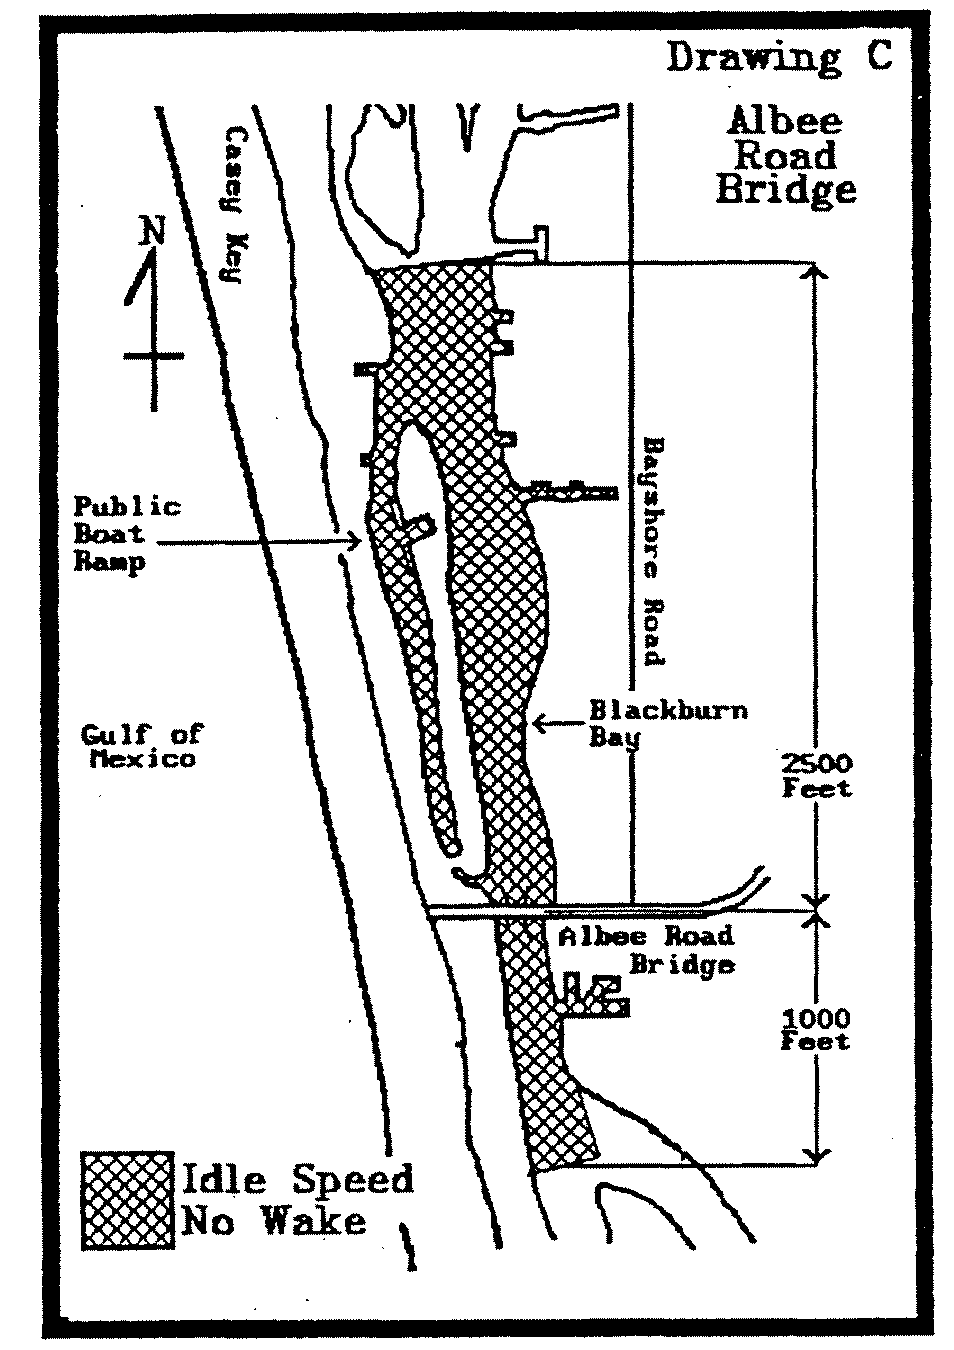 Drawing C
Albee
Road
Bridge
Casey Key
N
Bayshore Road
Public
Boat
Ramp
Blackburn
Bay
Gulf of
Mexico
2500
Feet
Albee Road
Bridge
1000
Feet
Idle Speed
No Wake